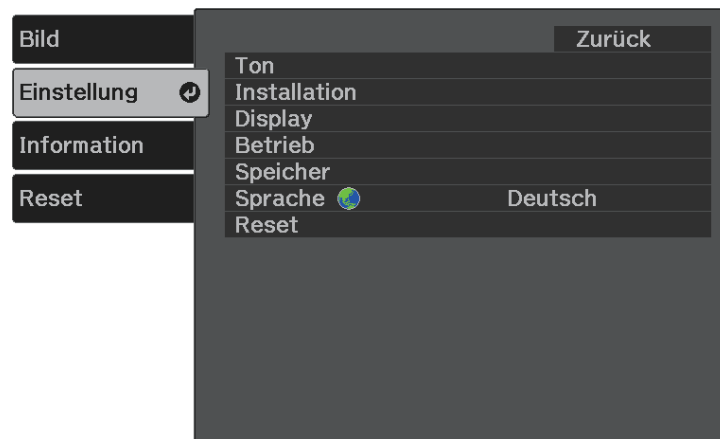 Bild
Einstellung
Information
Reset
Zurück
Ton
Installation
Display
Betrieb
Speicher
Sprache Deutsch
Reset